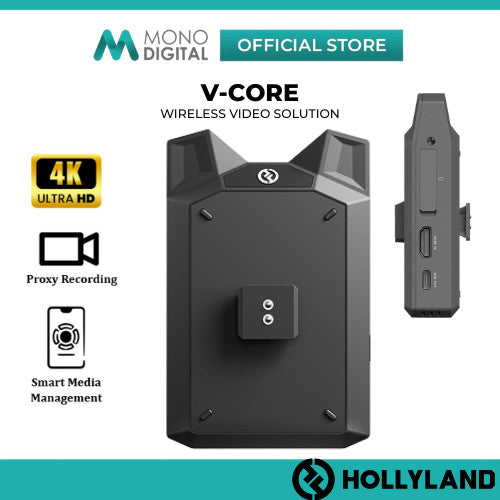 MONO
DIGITAL
OFFICIAL STORE
V-CORE
WIRELESS VIDEO SOLUTION
4K
ULTRA HD
Proxy Recording
Smart Media
Management
HOLLYLAND